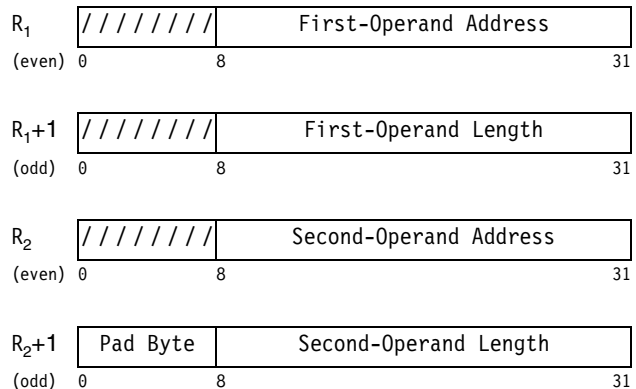 R₁ //////// First-Operand Address
(even) 0 8 31
R₁+1 //////// First-Operand Length
(odd) 0 8 31
R₂ //////// Second-Operand Address
(even) 0 8 31
R₂+1 Pad Byte Second-Operand Length
(odd) 0 8 31